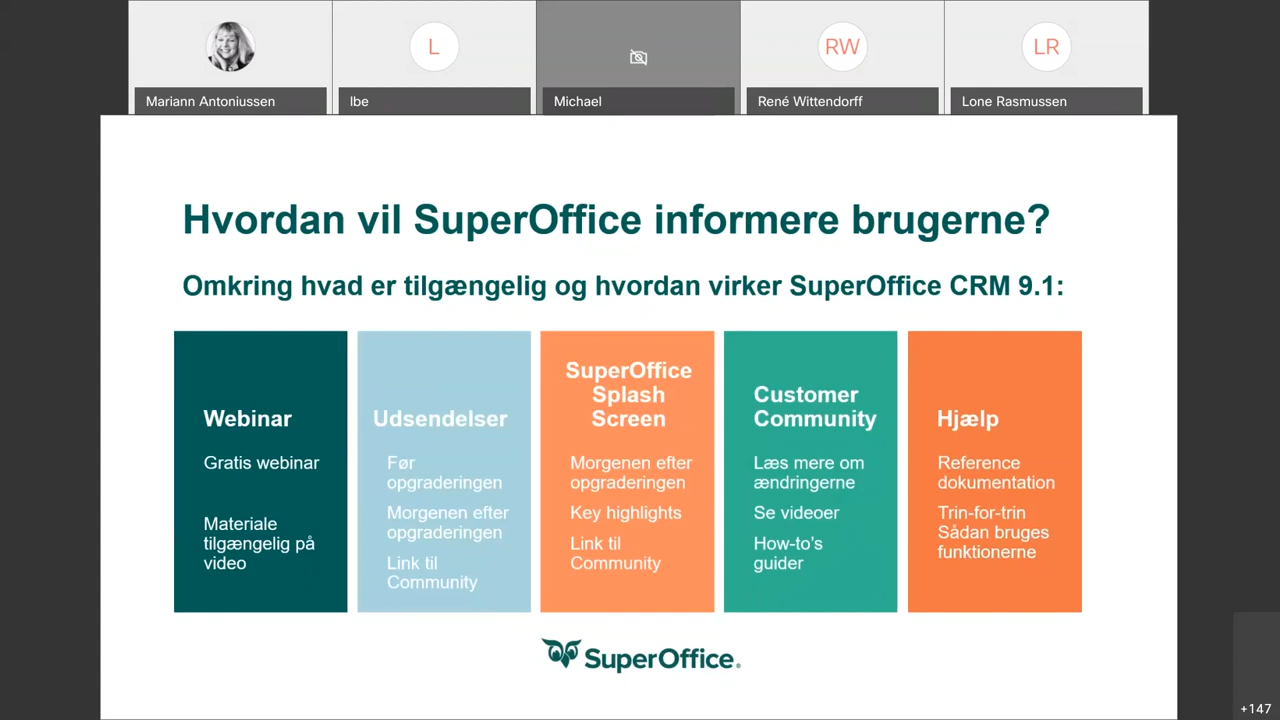 L
RW
LR
Mariann Antoniussen
Ibe
Michael
René Wittendorff
Lone Rasmussen
Hvordan vil SuperOffice informere brugerne?
Omkring hvad er tilgængelig og hvordan virker SuperOffice CRM 9.1:
Webinar
Gratis webinar
Materiale
tilgængelig på
video
Udsendelser
Før
opgraderingen
Morgenen efter
opgraderingen
Link til
Community
SuperOffice
Splash
Screen
Morgenen efter
opgraderingen
Key highlights
Link til
Community
Customer
Community
Læs mere om
ændringerne
Se videoer
How-to's
guider
Hjælp
Reference
dokumentation
Trin-for-trin
Sådan bruges
funktionerne
SuperOffice.
+147